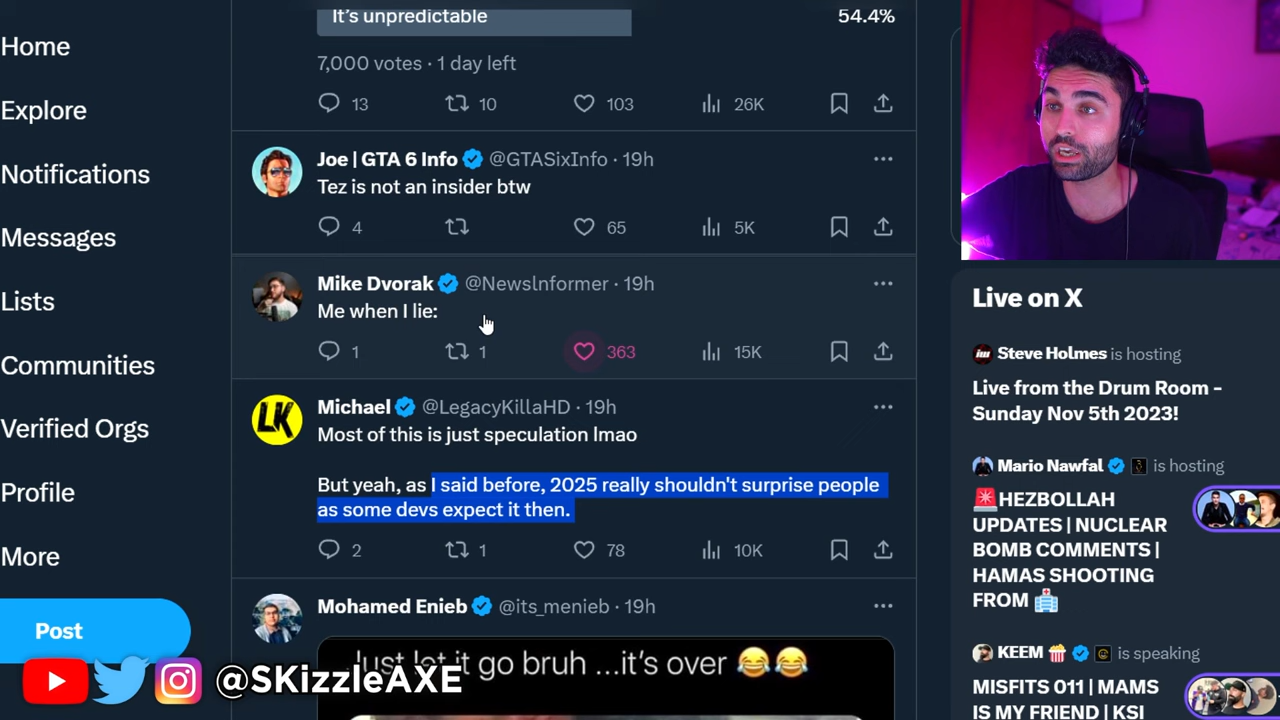 It's unpredictable
54.4%
7,000 votes · 1 day left
13
10
103
26K
Joe | GTA 6 Info @GTASixInfo · 19h
Tez is not an insider btw
4
65
5K
Mike Dvorak @NewsInformer · 19h
Me when I lie:
1
1
363
15K
Michael @LegacyKillaHD · 19h
Most of this is just speculation lmao
But yeah, as I said before, 2025 really shouldn't surprise people
as some devs expect it then.
2
1
78
10K
Mohamed Enieb @its_menieb · 19h
Just let it go bruh ...it's over 😂😂
Home
Explore
Notifications
Messages
Lists
Communities
Verified Orgs
Profile
More
Post
@SKizzleAXE
LK
Live on X
Steve Holmes is hosting
Live from the Drum Room -
Sunday Nov 5th 2023!
Mario Nawfal is hosting
🚨HEZBOLLAH
UPDATES | NUCLEAR
BOMB COMMENTS |
HAMAS SHOOTING
FROM 🏥
KEEM 🍿 is speaking
MISFITS 011 | MAMS
IS MY FRIEND | KSI